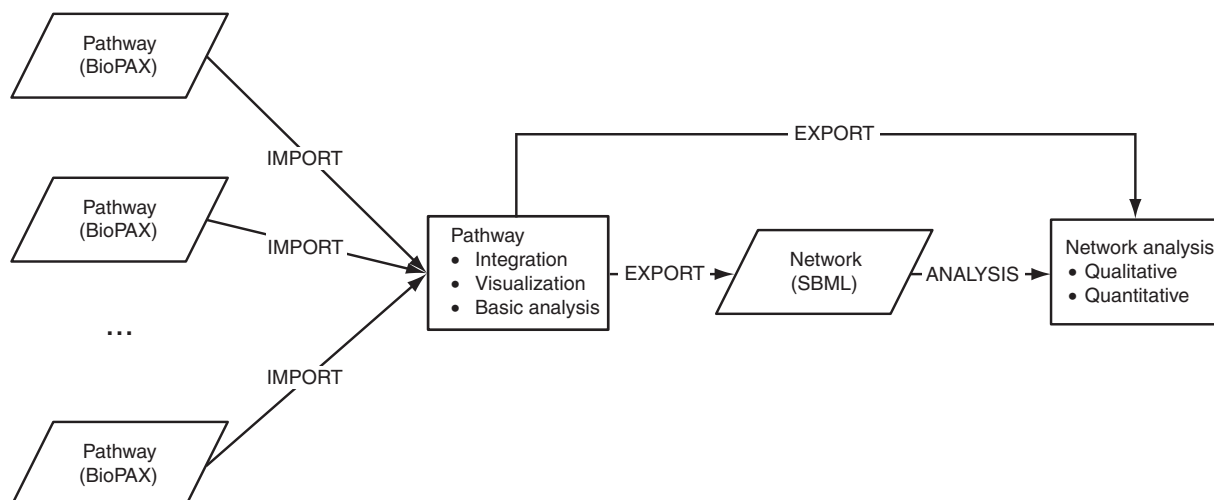 Pathway
(BioPAX)
IMPORT
Pathway
(BioPAX)
IMPORT
...
IMPORT
Pathway
(BioPAX)
Pathway
• Integration
• Visualization
• Basic analysis
EXPORT
EXPORT
Network
(SBML)
ANALYSIS
Network analysis
• Qualitative
• Quantitative